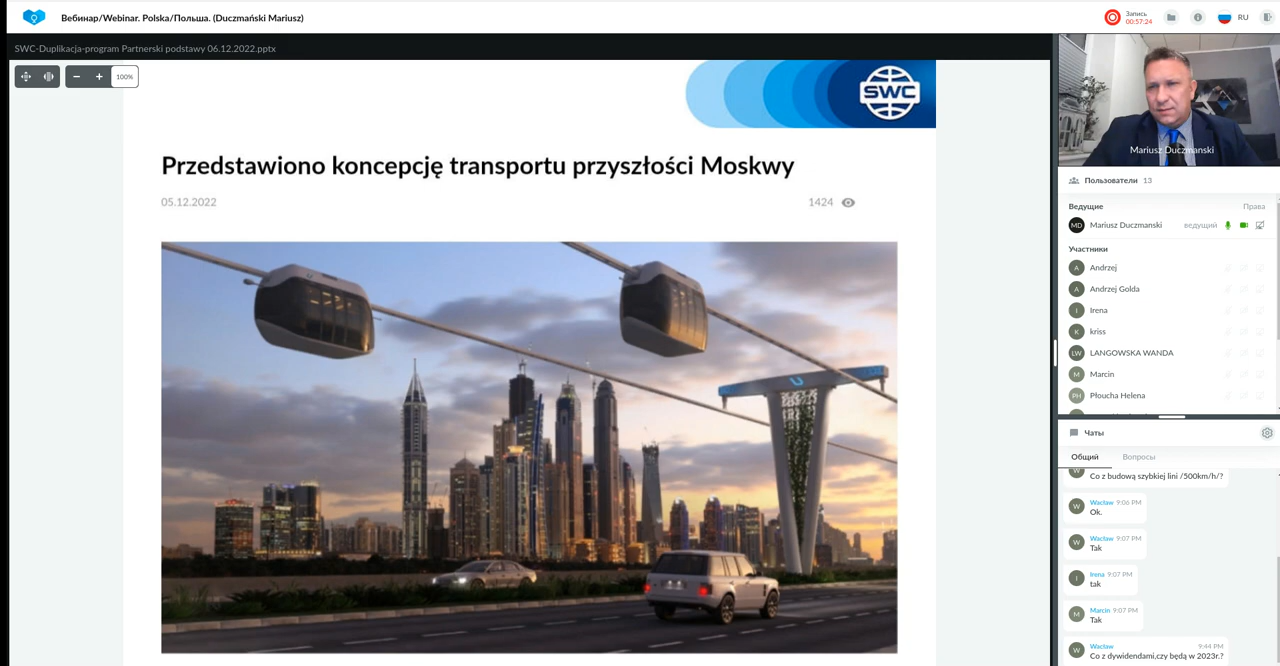 Вебинар/Webinar. Polska/Польша. (Duczmański Mariusz)
Запись
00:57:24
RU
SWC-Duplikacja-program Partnerski podstawy 06.12.2022.pptx
100%
SWC
Przedstawiono koncepcję transportu przyszłości Moskwy
05.12.2022
1424
Mariusz Duczmanski
Пользователи 13
Ведущие Права
MD Mariusz Duczmanski ведущий
Участники
A Andrzej
A Andrzej Golda
I Irena
K kriss
LW LANGOWSKA WANDA
M Marcin
PH Płoucha Helena
Чаты
Общий Вопросы
W Co z budową szybkiej lini /500km/h/?
Wacław 9:06 PM
W Ok.
Wacław 9:07 PM
W Tak
Irena 9:07 PM
I tak
Marcin 9:07 PM
M Tak
Wacław 9:44 PM
W Co z dywidendami,czy będą w 2023r.?